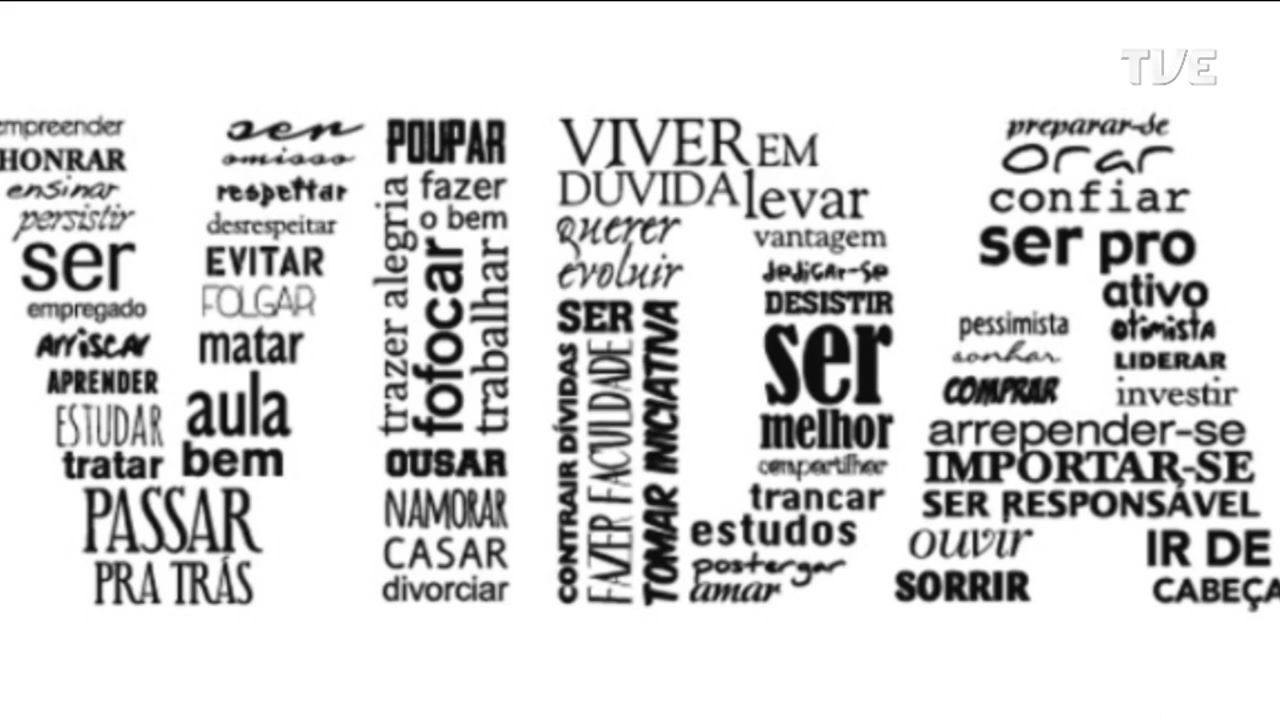 TVE
empreender
HONRAR
ensinar
persistir
ser
empregado
arriscar
APRENDER
ESTUDAR
tratar
ser
omisso
respeitar
desrespeitar
EVITAR
FOLGAR
matar
aula
bem
PASSAR
PRA TRÁS
POUPAR
trazer alegria
fazer
o bem
fofocar
trabalhar
OUSAR
NAMORAR
CASAR
divorciar
VIVER EM
DÚVIDA levar
querer
evoluir
vantagem
dedicar-se
DESISTIR
SER
CONTRAIR DÍVIDAS
FAZER FACULDADE
TOMAR INICIATIVA
ser
melhor
compartilhar
trancar
estudos
postergar
amar
preparar-se
orar
confiar
ser pro
ativo
pessimista
otimista
sonhar
LIDERAR
COMPRAR
investir
arrepender-se
IMPORTAR-SE
SER RESPONSÁVEL
ouvir
SORRIR
IR DE
CABEÇA